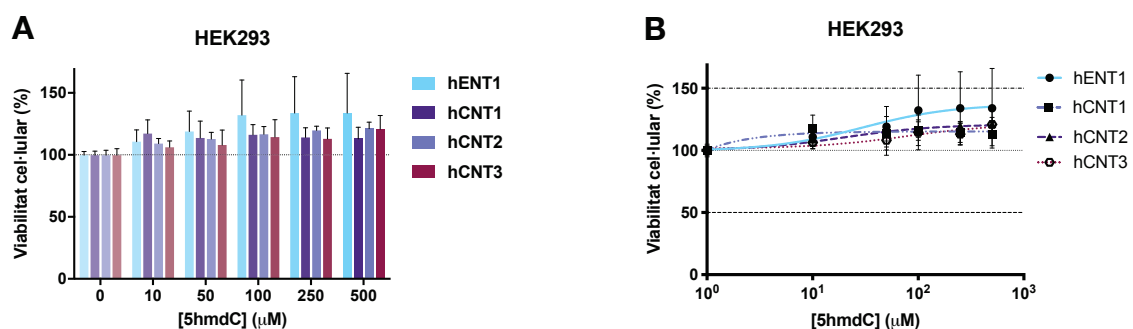 A
HEK293
Viabilitat cel·lular (%)
150
100
50
0
0 10 50 100 250 500
[5hmdC] (μM)
hENT1
hCNT1
hCNT2
hCNT3
B
HEK293
Viabilitat cel·lular (%)
150
100
50
0
10⁰ 10¹ 10² 10³
[5hmdC] (μM)
hENT1
hCNT1
hCNT2
hCNT3